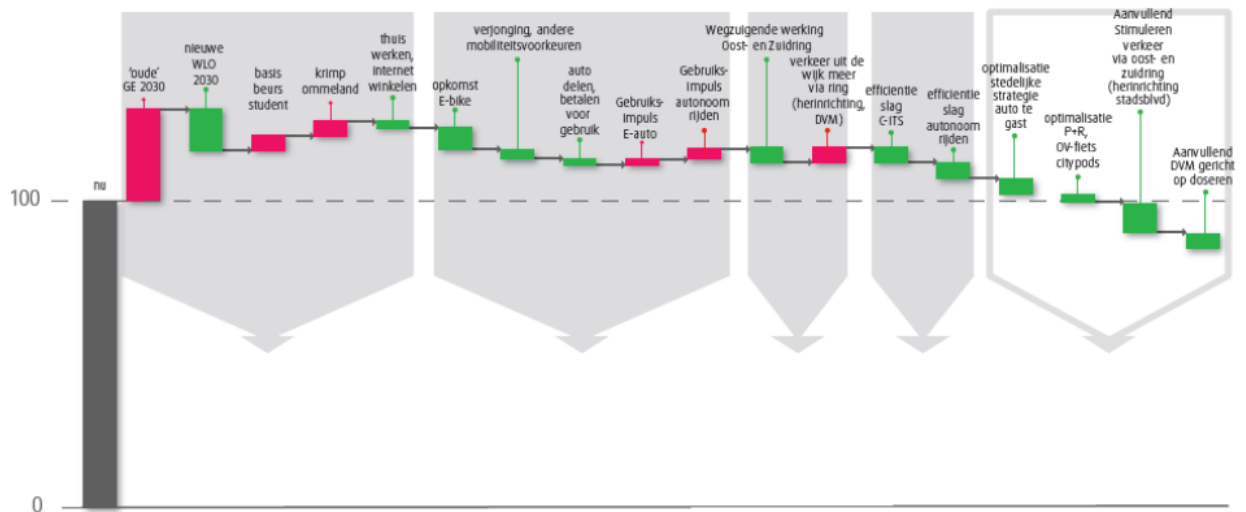 100
0
nu
'oude'
GE 2030
nieuwe
WLO
2030
basis
beurs
student
krimp
ommeland
thuis
werken,
internet
winkelen
opkomst
E-bike
verjonging, andere
mobiliteitsvoorkeuren
auto
delen,
betalen
voor
gebruik
Gebruiks-
impuls
E-auto
Gebruiks-
impuls
autonoom
rijden
Wegzuigende werking
Oost- en Zuidring
verkeer uit de
wijk meer
via ring
(herinrichting,
DVM)
efficientie
slag
C-ITS
efficientie
slag
autonoom
rijden
optimalisatie
stedelijke
strategie
auto te
gast
optimalisatie
P+R,
OV-fiets
citypods
Aanvullend
Stimuleren
verkeer
via oost- en
zuidring
(herinrichting
stadsblvd)
Aanvullend
DVM gericht
op doseren